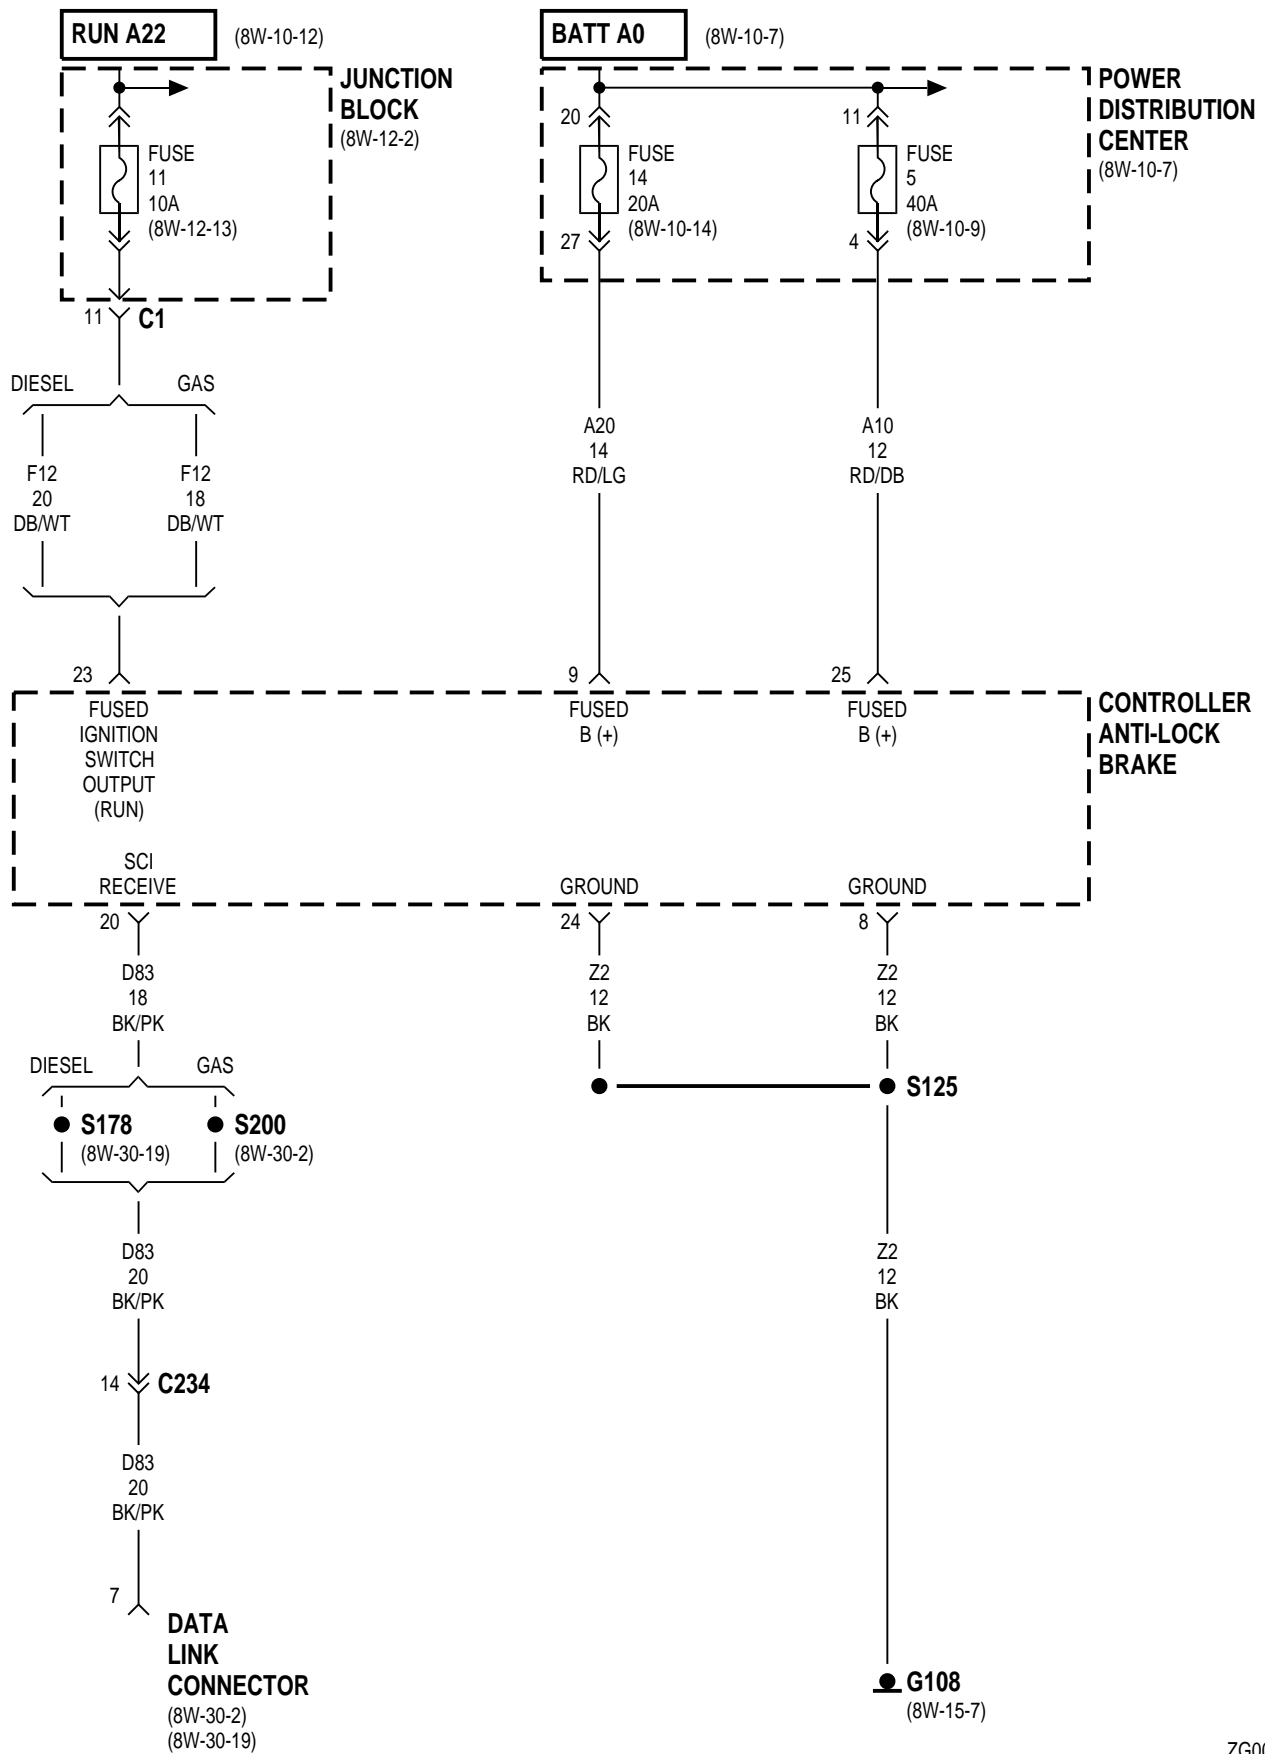 RUN A22
(8W-10-12)
BATT A0
(8W-10-7)
JUNCTION
BLOCK
(8W-12-2)
POWER
DISTRIBUTION
CENTER
(8W-10-7)
FUSE
11
10A
(8W-12-13)
20
FUSE
14
20A
(8W-10-14)
27
11
FUSE
5
40A
(8W-10-9)
4
11
C1
DIESEL
GAS
F12
20
DB/WT
F12
18
DB/WT
A20
14
RD/LG
A10
12
RD/DB
23
9
25
FUSED
IGNITION
SWITCH
OUTPUT
(RUN)
FUSED
B (+)
FUSED
B (+)
CONTROLLER
ANTI-LOCK
BRAKE
SCI
RECEIVE
GROUND
GROUND
20
24
8
D83
18
BK/PK
Z2
12
BK
Z2
12
BK
DIESEL
GAS
S178
(8W-30-19)
S200
(8W-30-2)
S125
D83
20
BK/PK
Z2
12
BK
14
C234
D83
20
BK/PK
7
DATA
LINK
CONNECTOR
(8W-30-2)
(8W-30-19)
G108
(8W-15-7)